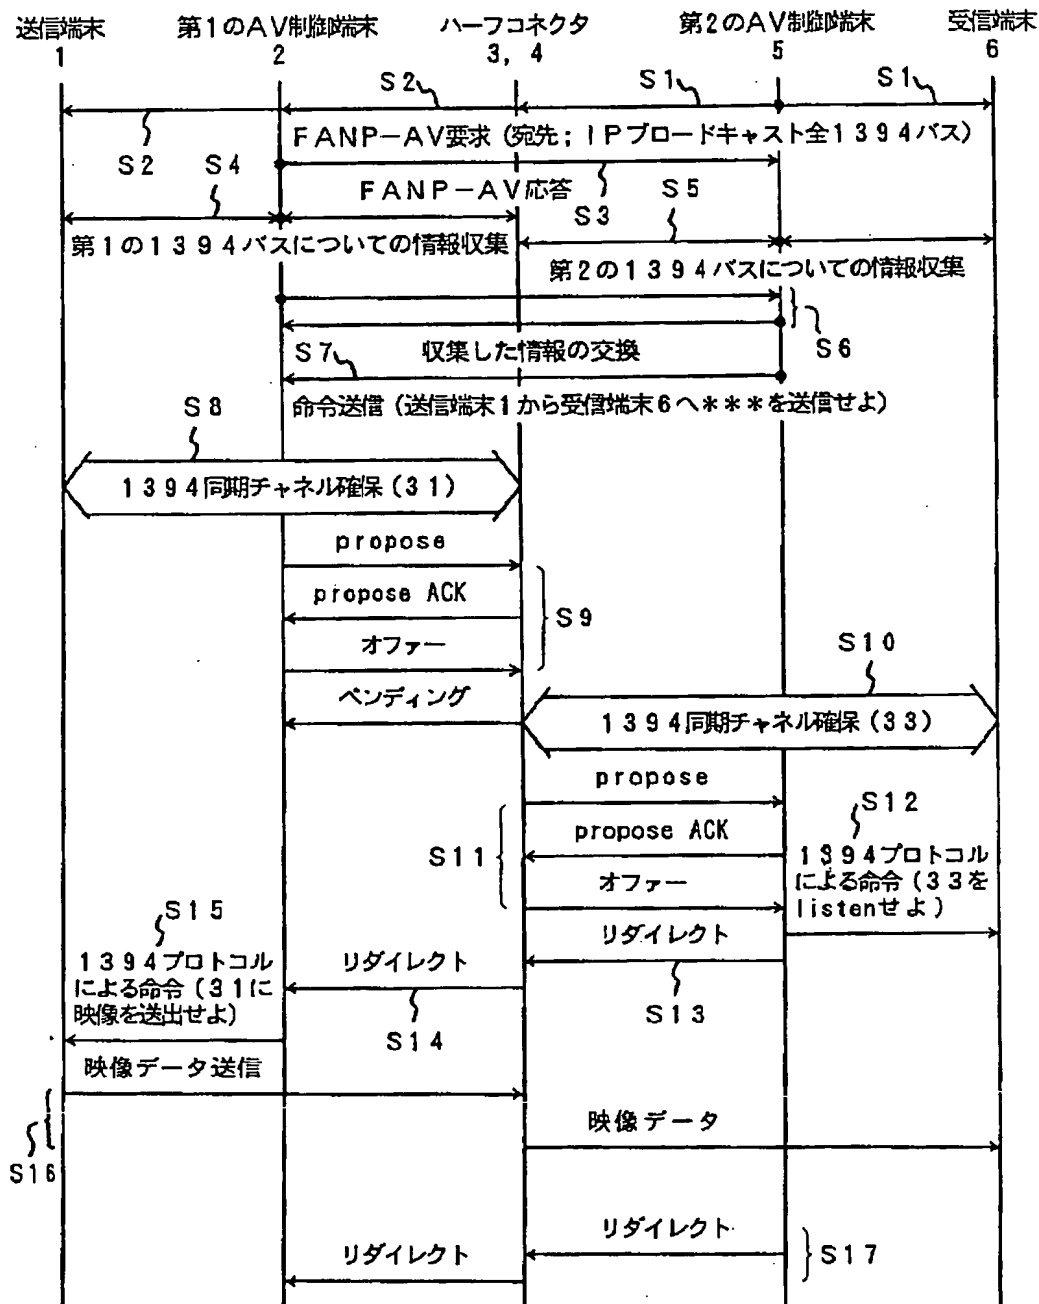 送信端末 第1のAV制御端末 ハーフコネクタ 第2のAV制御端末 受信端末
1 2 3, 4 5 6
S2 S1 S1
FANP-AV要求(宛先;IPブロードキャスト全1394バス)
S2 S4
FANP-AV応答 S3 S5
第1の1394バスについての情報収集
第2の1394バスについての情報収集
S6
S7 収集した情報の交換
S8 命令送信(送信端末1から受信端末6へ***を送信せよ)
1394同期チャネル確保(31)
propose
propose ACK
S9
オファー
S10
ペンディング
1394同期チャネル確保(33)
propose
S12
propose ACK
S11
1394プロトコル
による命令(33を
listenせよ)
オファー
S15
リダイレクト
1394プロトコル
による命令(31に
映像を送出せよ)
リダイレクト
S13
S14
映像データ送信
映像データ
S16
リダイレクト
リダイレクト
S17